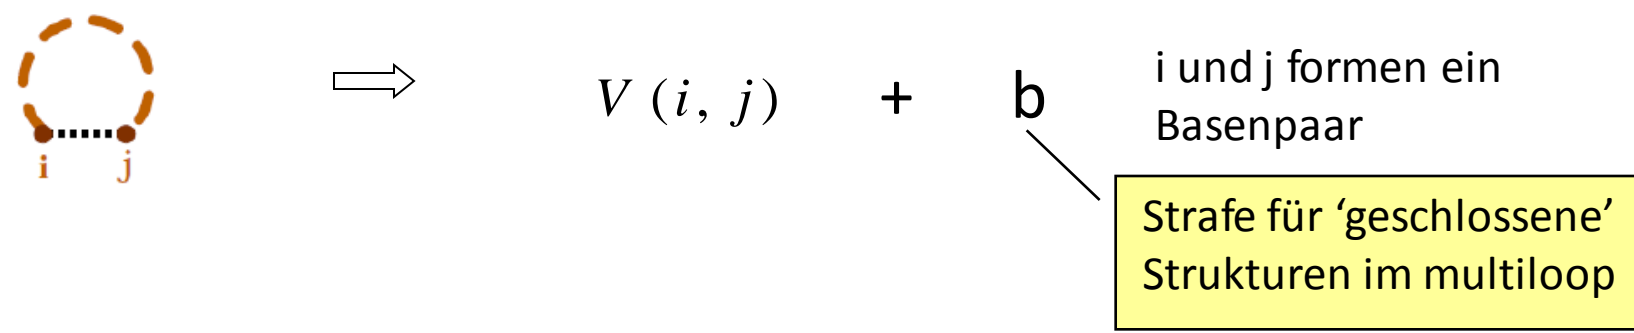 i j
V (i, j) + b
i und j formen ein
Basenpaar
Strafe für ‘geschlossene’
Strukturen im multiloop